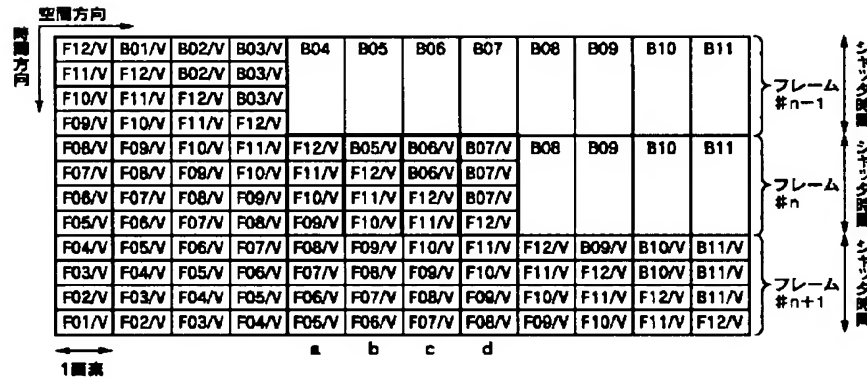 空間方向
時間方向
F12/V B01/V B02/V B03/V B04 B05 B06 B07 B08 B09 B10 B11
F11/V F12/V B02/V B03/V
F10/V F11/V F12/V B03/V
F09/V F10/V F11/V F12/V
フレーム
#n-1
シャッタ時間
F08/V F09/V F10/V F11/V F12/V B05/V B06/V B07/V B08 B09 B10 B11
F07/V F08/V F09/V F10/V F11/V F12/V B06/V B07/V
F06/V F07/V F08/V F09/V F10/V F11/V F12/V B07/V
F05/V F06/V F07/V F08/V F09/V F10/V F11/V F12/V
フレーム
#n
シャッタ時間
F04/V F05/V F06/V F07/V F08/V F09/V F10/V F11/V F12/V B09/V B10/V B11/V
F03/V F04/V F05/V F06/V F07/V F08/V F09/V F10/V F11/V F12/V B10/V B11/V
F02/V F03/V F04/V F05/V F06/V F07/V F08/V F09/V F10/V F11/V F12/V B11/V
F01/V F02/V F03/V F04/V F05/V F06/V F07/V F08/V F09/V F10/V F11/V F12/V
フレーム
#n+1
シャッタ時間
a b c d
1画素